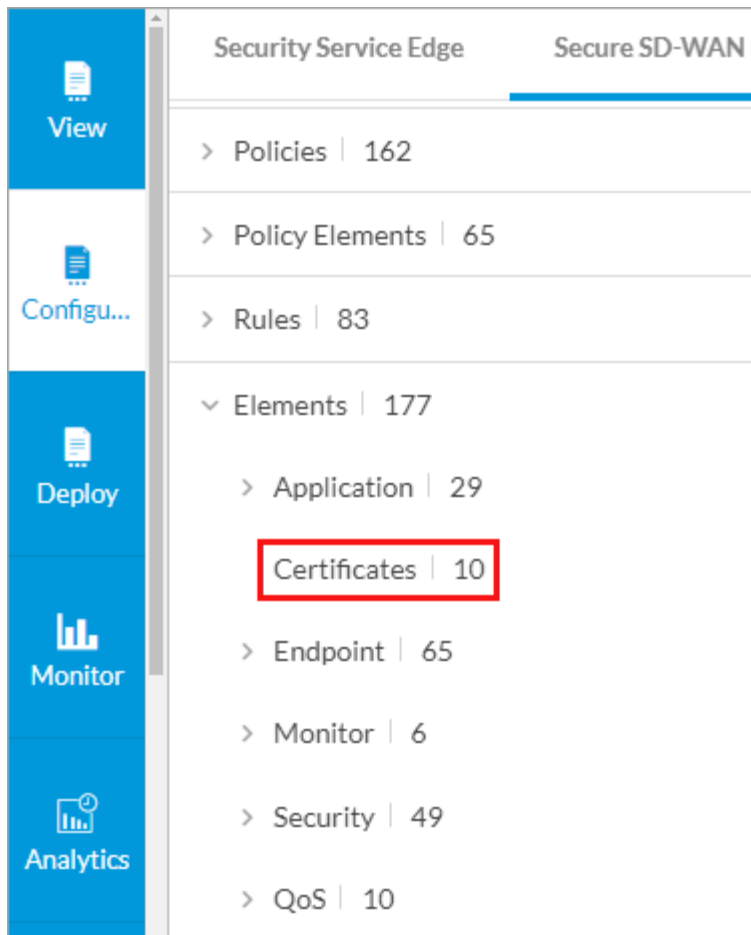 View
Configu...
Deploy
Monitor
Analytics
Security Service Edge
Secure SD-WAN
Policies | 162
Policy Elements | 65
Rules | 83
Elements | 177
Application | 29
Certificates | 10
Endpoint | 65
Monitor | 6
Security | 49
QoS | 10